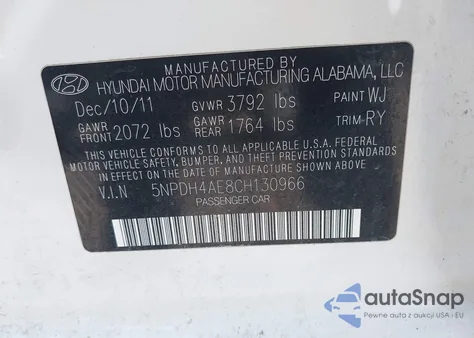 MANUFACTURED BY
HYUNDAI MOTOR MANUFACTURING ALABAMA, LLC
Dec/10/11 GVWR 3792 lbs PAINT WJ
GAWR FRONT 2072 lbs GAWR REAR 1764 lbs TRIM RY
THIS VEHICLE CONFORMS TO ALL APPLICABLE U.S.A. FEDERAL
MOTOR VEHICLE SAFETY, BUMPER, AND THEFT PREVENTION
STANDARDS IN EFFECT ON THE DATE OF MANUFACTURE SHOWN ABOVE.
V.I.N 5NPDH4AE8CH130966
PASSENGER CAR
autoSnap
Pewne auta z USA i EU